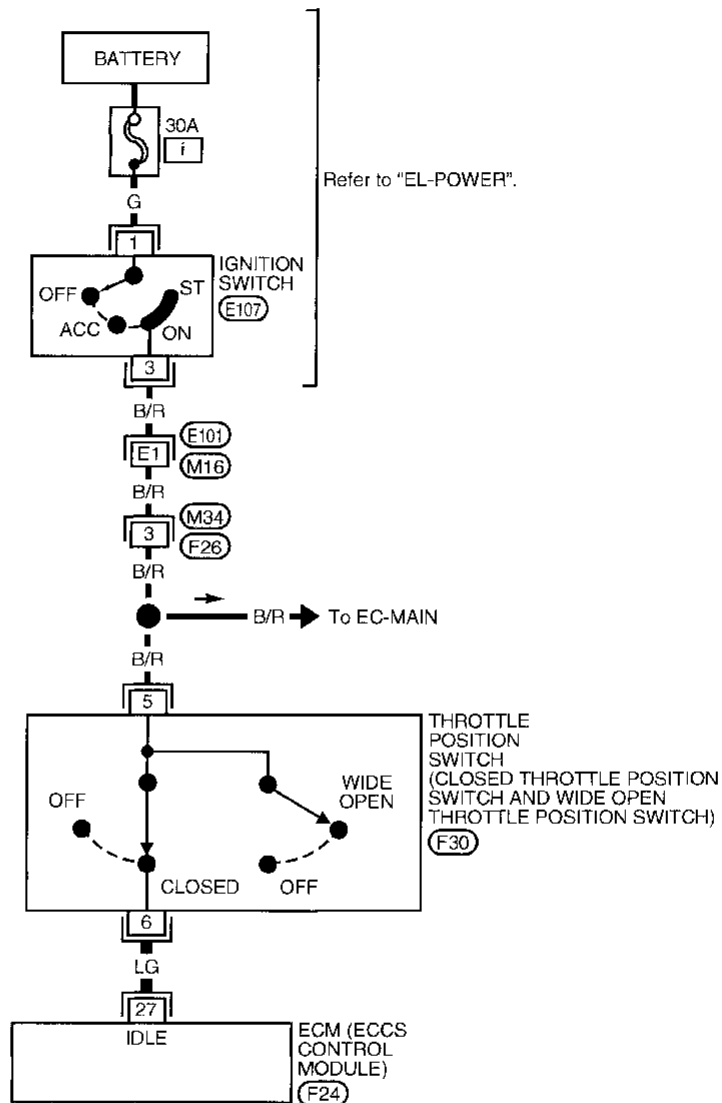 BATTERY
30A
i
Refer to "EL-POWER".
G
1
IGNITION
SWITCH
E107
OFF
ST
ACC
ON
3
B/R
E1
E101
M16
B/R
3
M34
F26
B/R
B/R
To EC-MAIN
B/R
5
THROTTLE
POSITION
SWITCH
(CLOSED THROTTLE POSITION
SWITCH AND WIDE OPEN
THROTTLE POSITION SWITCH)
F30
OFF
WIDE
OPEN
CLOSED
OFF
6
LG
27
IDLE
ECM (ECCS
CONTROL
MODULE)
F24